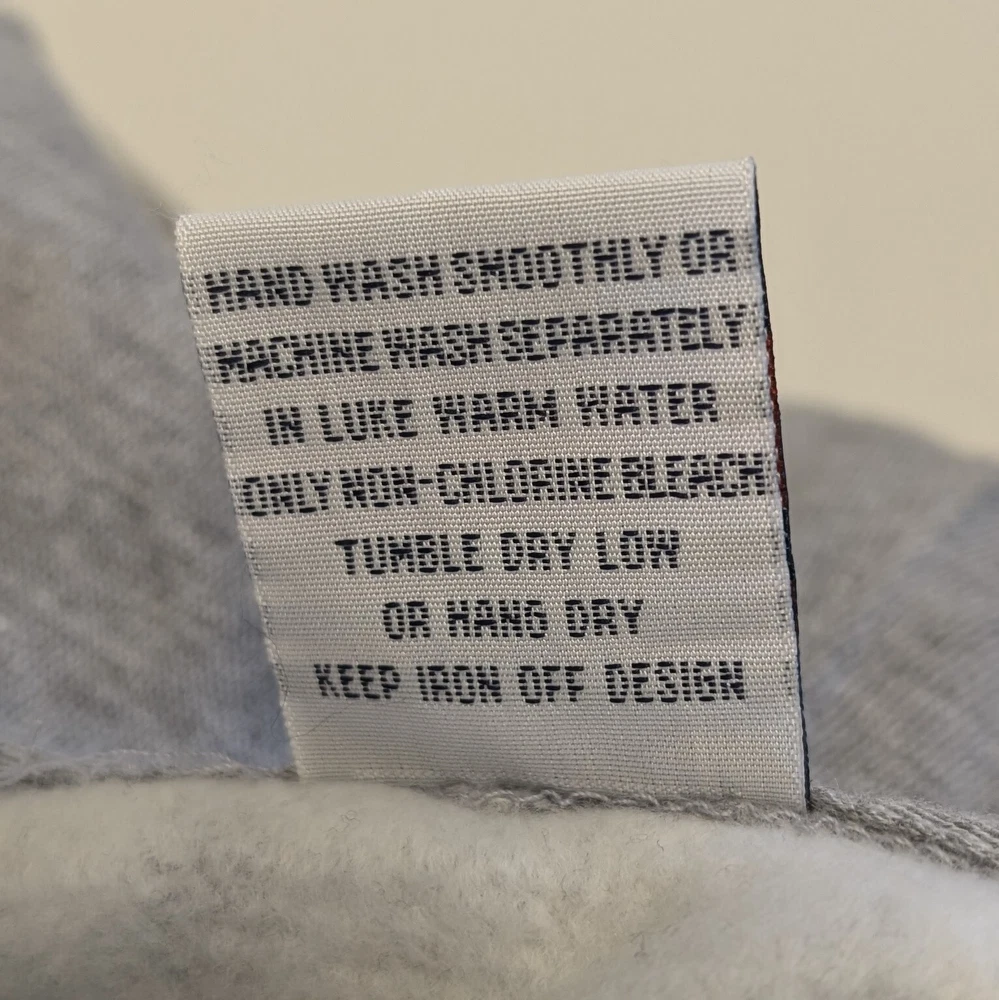 HAND WASH SMOOTHLY OR
MACHINE WASH SEPARATELY
IN LUKE WARM WATER
ONLY NON-CHLORINE BLEACH
TUMBLE DRY LOW
OR HANG DRY
KEEP IRON OFF DESIGN